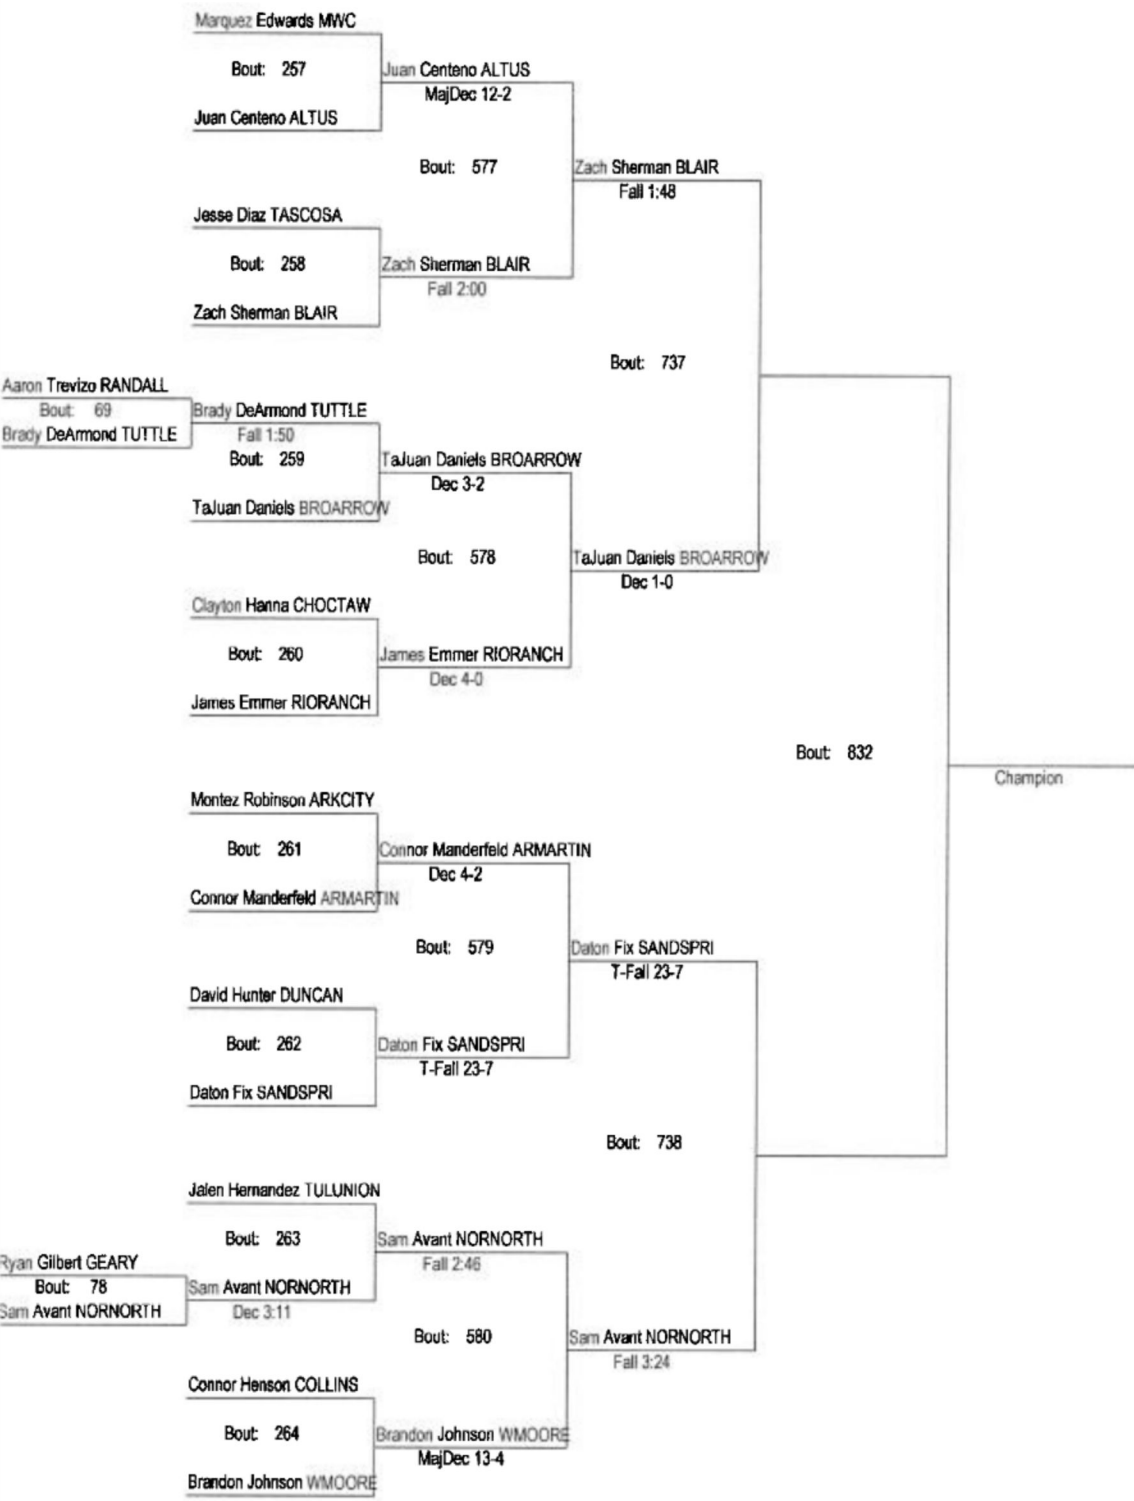 Marquez Edwards MWC
Bout: 257
Juan Centeno ALTUS
Juan Centeno ALTUS
MajDec 12-2
Bout: 577
Jesse Diaz TASCOSA
Bout: 258
Zach Sherman BLAIR
Zach Sherman BLAIR
Fall 2:00
Zach Sherman BLAIR
Fall 1:48
Bout: 737
Aaron Trevizo RANDALL
Bout: 69
Brady DeArmond TUTTLE
Brady DeArmond TUTTLE
Fall 1:50
Bout: 259
TaJuan Daniels BROARROW
TaJuan Daniels BROARROW
Dec 3-2
Bout: 578
Clayton Hanna CHOCTAW
Bout: 260
James Emmer RIORANCH
James Emmer RIORANCH
Dec 4-0
TaJuan Daniels BROARROW
Dec 1-0
Bout: 832
Champion
Montez Robinson ARKCITY
Bout: 261
Connor Manderfeld ARMARTIN
Connor Manderfeld ARMARTIN
Dec 4-2
Bout: 579
David Hunter DUNCAN
Bout: 262
Daton Fix SANDSPRI
Daton Fix SANDSPRI
T-Fall 23-7
Daton Fix SANDSPRI
T-Fall 23-7
Bout: 738
Jalen Hernandez TULUNION
Bout: 263
Ryan Gilbert GEARY
Bout: 78
Sam Avant NORNORTH
Sam Avant NORNORTH
Dec 3:11
Sam Avant NORNORTH
Fall 2:46
Bout: 580
Connor Henson COLLINS
Bout: 264
Brandon Johnson WMOORE
Brandon Johnson WMOORE
MajDec 13-4
Sam Avant NORNORTH
Fall 3:24